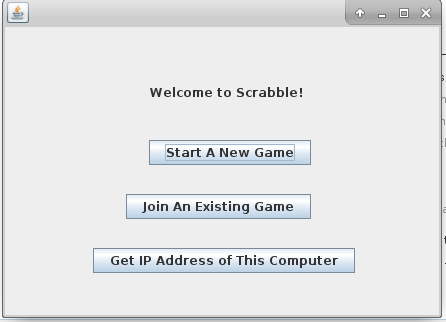 Welcome to Scrabble!
Start A New Game
Join An Existing Game
Get IP Address of This Computer